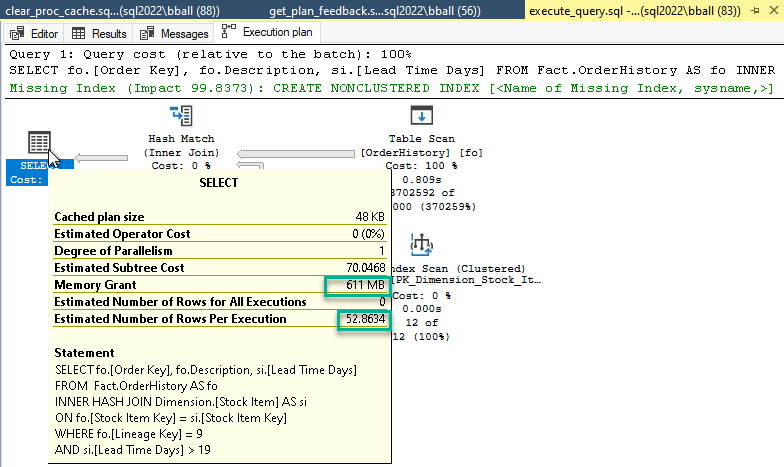 clear_proc_cache.sq...(sql2022\bball (88))
get_plan_feedback.s...sql2022\bball (56))
execute_query.sql -...(sql2022\bball (83))
Editor
Results
Messages
Execution plan
Query 1: Query cost (relative to the batch): 100%
SELECT fo.[Order Key], fo.Description, si.[Lead Time Days] FROM Fact.OrderHistory AS fo INNER
Missing Index (Impact 99.8373): CREATE NONCLUSTERED INDEX [<Name of Missing Index, sysname,>]
Hash Match
(Inner Join)
Cost: 0 %
Table Scan
[OrderHistory] [fo]
Cost: 100 %
0.809s
3702592 of
000 (370259%)
Cost:
ndex Scan (Clustered)
[PK_Dimension_Stock_It...
Cost: 0 %
0.000s
12 of
12 (100%)
SELECT
Cached plan size 48 KB
Estimated Operator Cost 0 (0%)
Degree of Parallelism 1
Estimated Subtree Cost 70.0468
Memory Grant 611 MB
Estimated Number of Rows for All Executions 0
Estimated Number of Rows Per Execution 52.8634
Statement
SELECT fo.[Order Key], fo.Description, si.[Lead Time Days]
FROM Fact.OrderHistory AS fo
INNER HASH JOIN Dimension.[Stock Item] AS si
ON fo.[Stock Item Key] = si.[Stock Item Key]
WHERE fo.[Lineage Key] = 9
AND si.[Lead Time Days] > 19